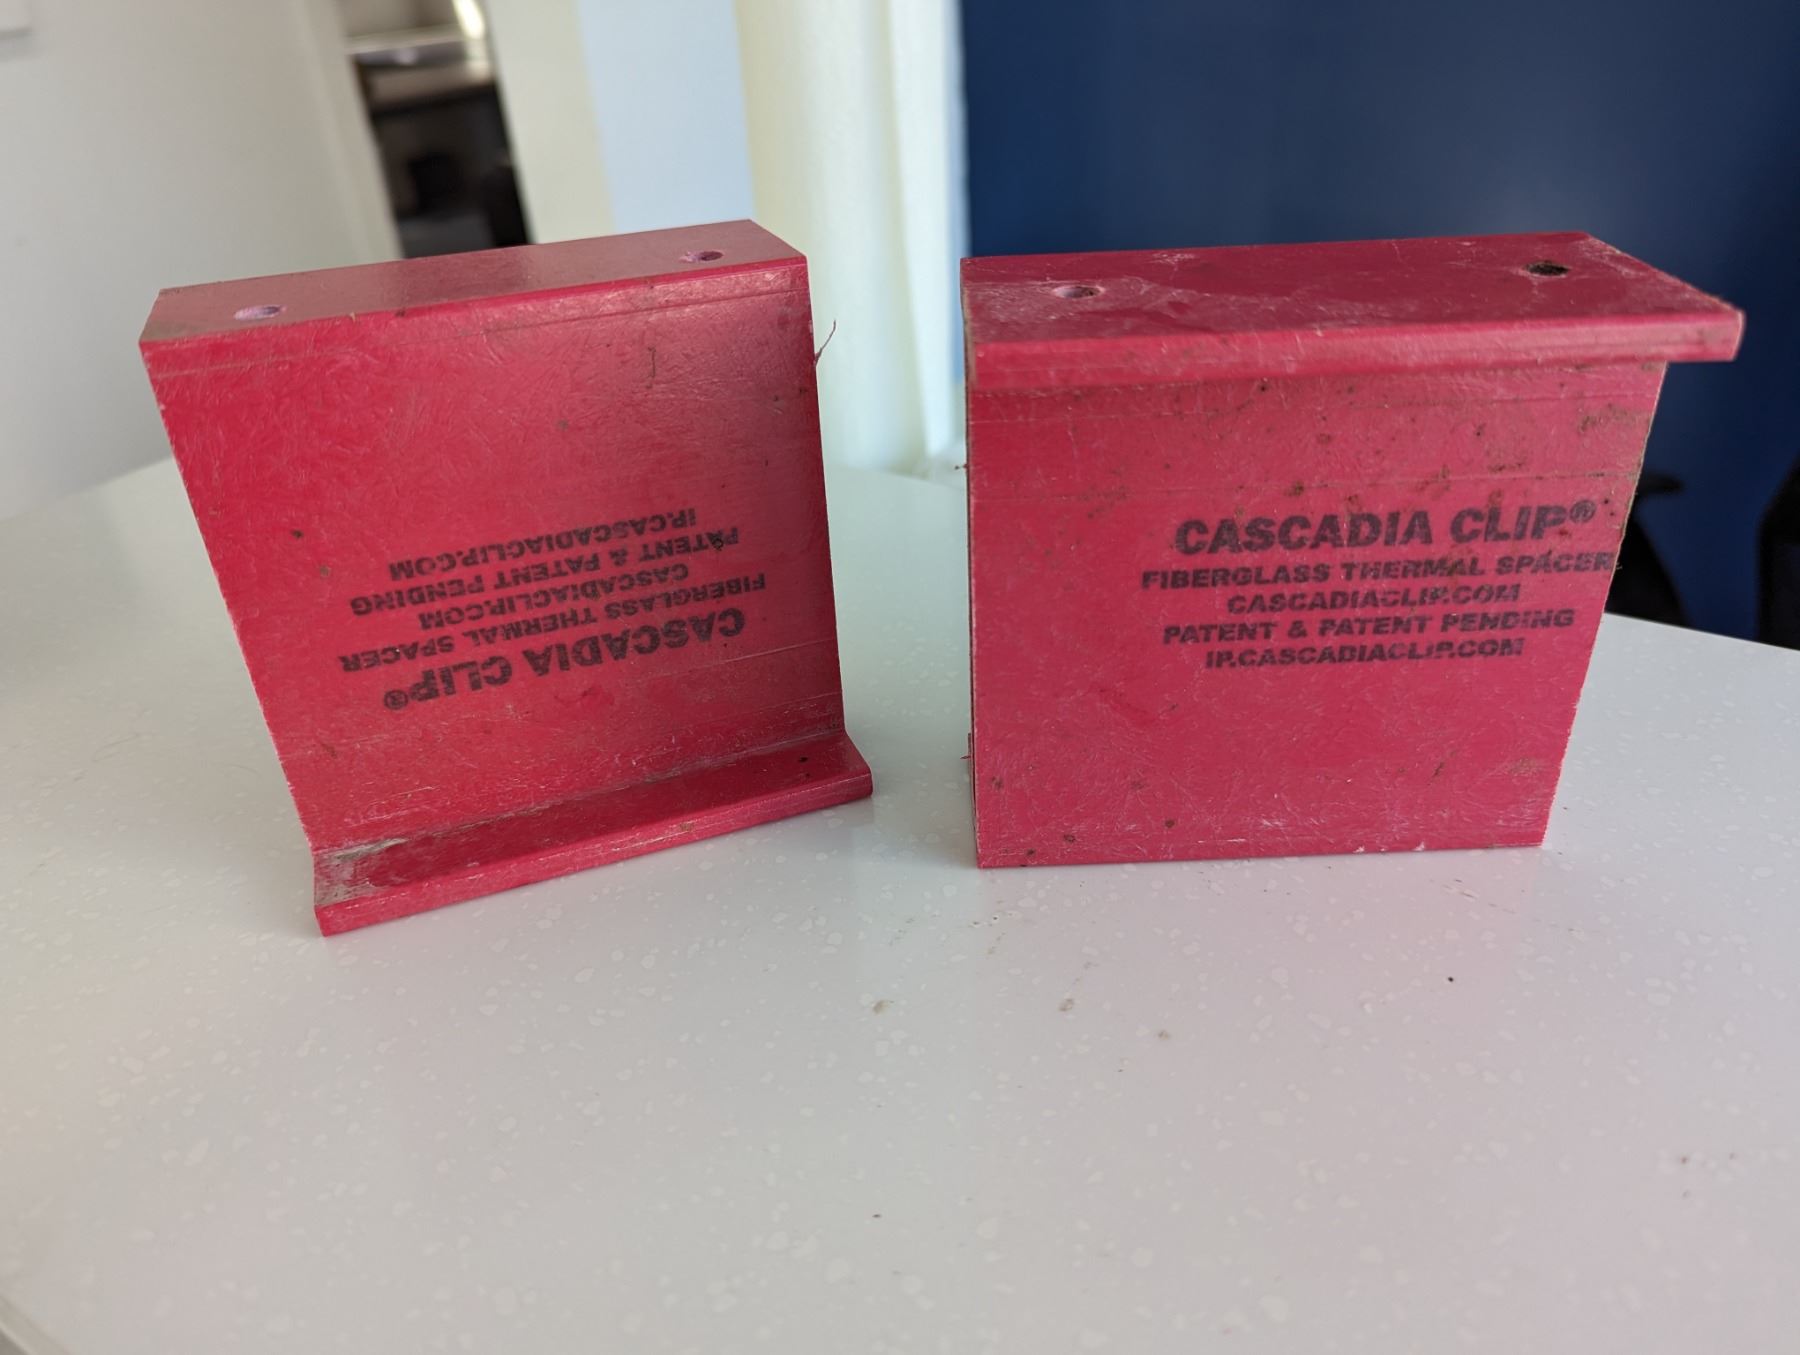 CASCADIA CLIP®
FIBERGLASS THERMAL SPACER
CASCADIACLIP.COM
PATENT & PATENT PENDING
IP.CASCADIACLIP.COM
CASCADIA CLIP®
FIBERGLASS THERMAL SPACER
CASCADIACLIP.COM
PATENT & PATENT PENDING
IP.CASCADIACLIP.COM